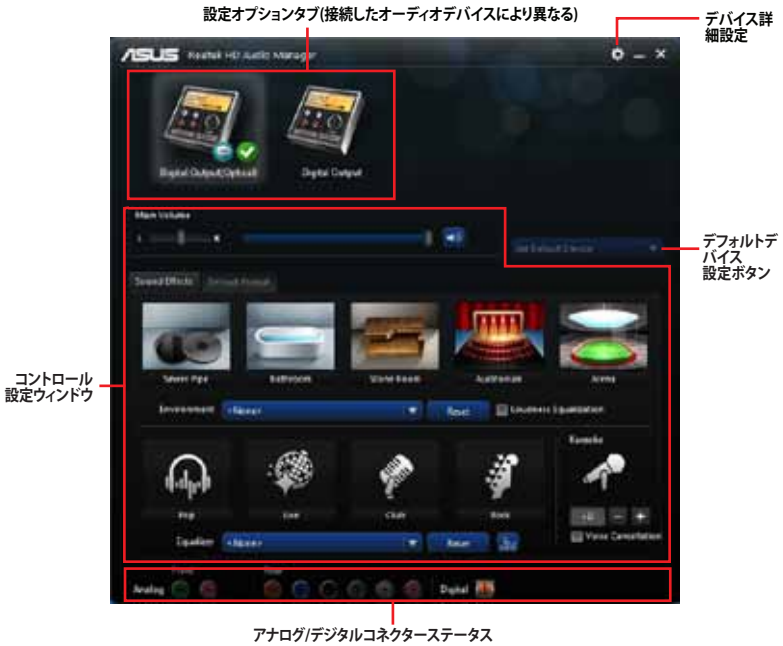 設定オプションタブ(接続したオーディオデバイスにより異なる)
デバイス詳
細設定
ASUS Realtek HD Audio Manager
Digital Output(Optical)
Digital Output
Main Volume
L
R
Set Default Device
デフォルトデ
バイス
設定ボタン
Sound Effects
Default Format
コントロール
設定ウィンドウ
Sewer Pipe
Bathroom
Stone Room
Auditorium
Arena
Environment
<None>
Reset
Loudness Equalization
Karaoke
Pop
Live
Club
Rock
Equalizer
<None>
Reset
Voice Cancellation
Front
Rear
Analog
Digital
アナログ/デジタルコネクターステータス